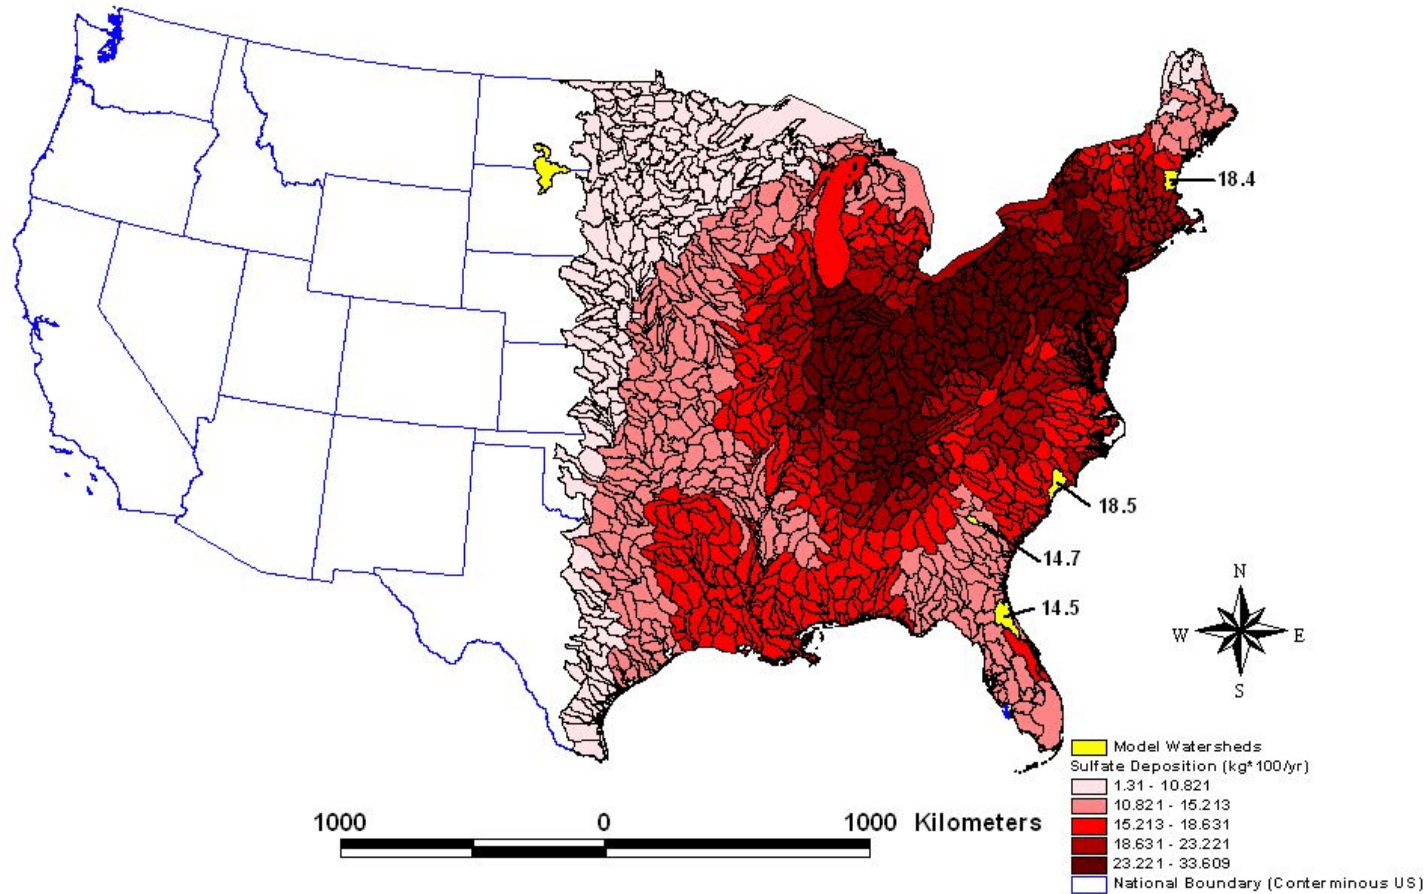 18.4
18.5
14.7
14.5
N
W E
S
Model Watersheds
Sulfate Deposition (kg*100/yr)
1.31 - 10.821
10.821 - 15.213
15.213 - 18.631
18.631 - 23.221
23.221 - 33.609
National Boundary (Conterminous US)
1000 0 1000 Kilometers